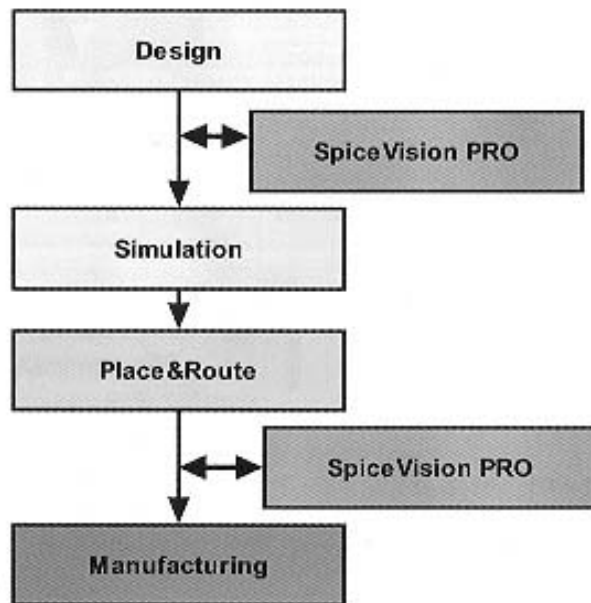 Design
SpiceVision PRO
Simulation
Place&Route
SpiceVision PRO
Manufacturing